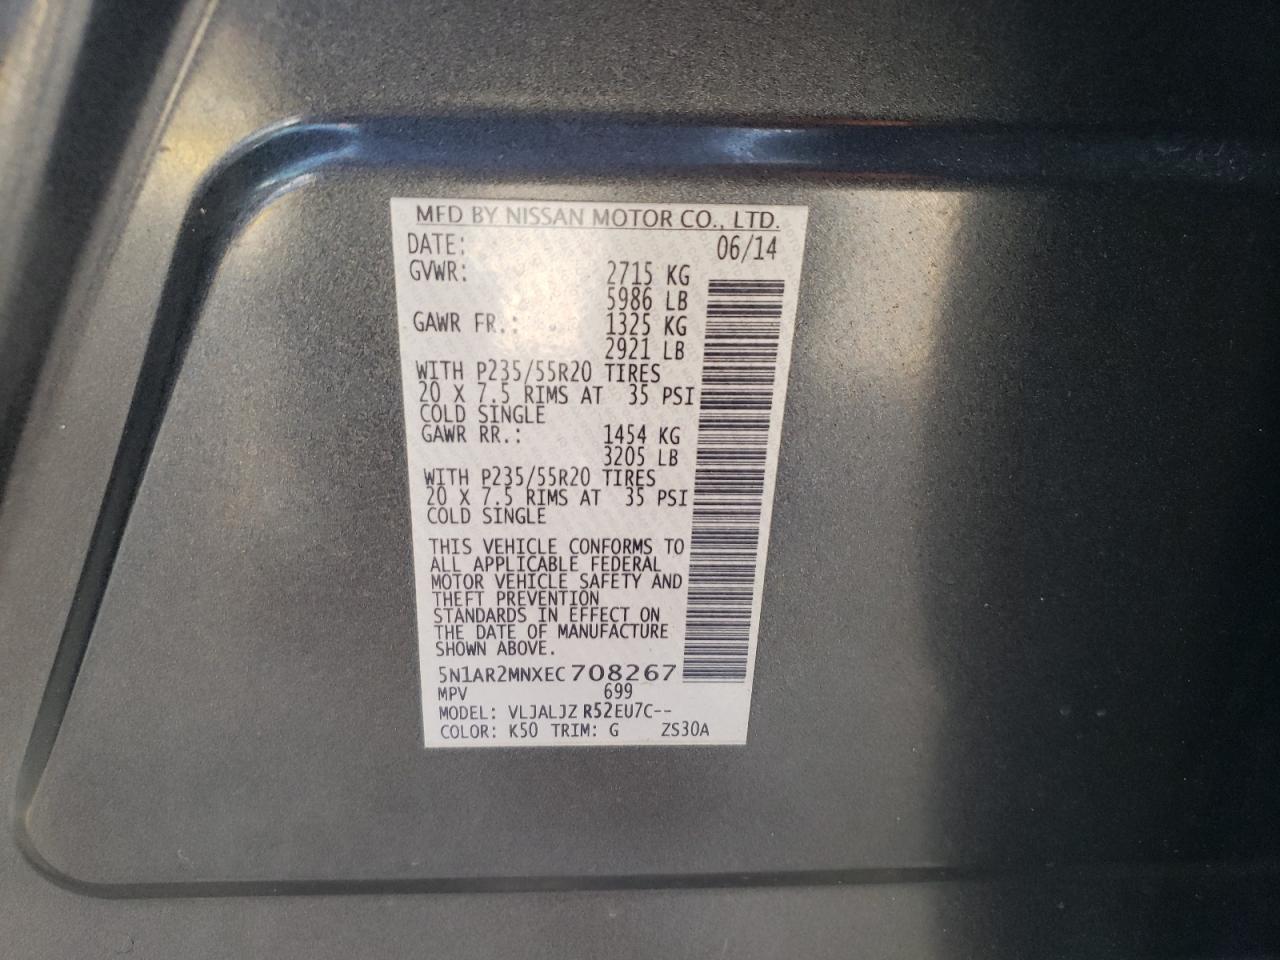 MFD BY NISSAN MOTOR CO., LTD.
DATE: 06/14
GVWR: 2715 KG
5986 LB
GAWR FR.: 1325 KG
2921 LB
WITH P235/55R20 TIRES
20 X 7.5 RIMS AT 35 PSI
COLD SINGLE
GAWR RR.: 1454 KG
3205 LB
WITH P235/55R20 TIRES
20 X 7.5 RIMS AT 35 PSI
COLD SINGLE
THIS VEHICLE CONFORMS TO
ALL APPLICABLE FEDERAL
MOTOR VEHICLE SAFETY AND
THEFT PREVENTION
STANDARDS IN EFFECT ON
THE DATE OF MANUFACTURE
SHOWN ABOVE.
5N1AR2MNXEC708267
MPV 699
MODEL: VLJALJZ R52EU7C--
COLOR: K50 TRIM: G ZS30A